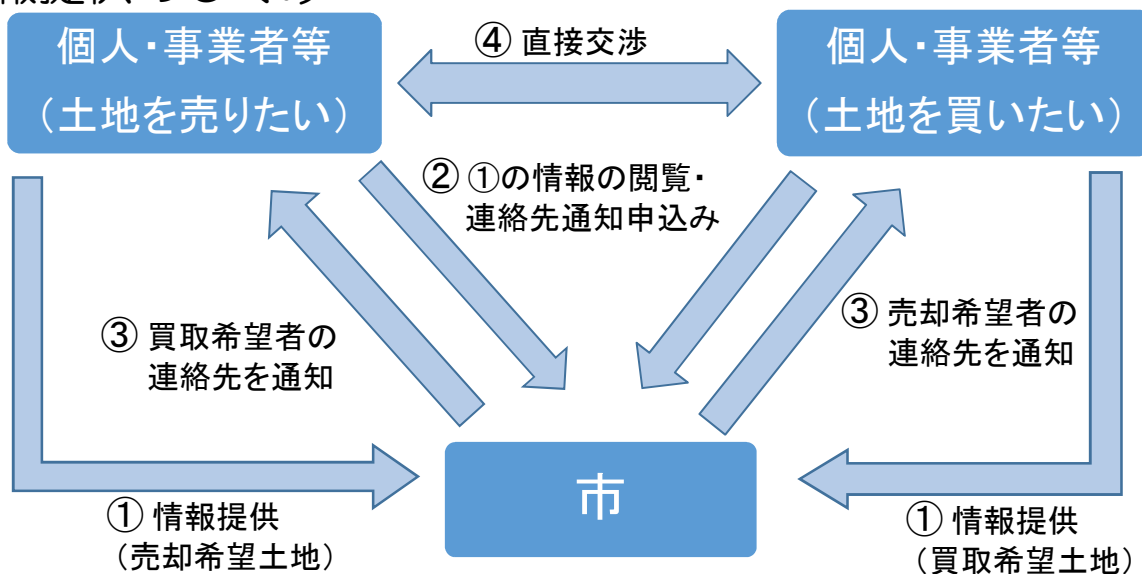 個人・事業者等
（土地を売りたい）
④ 直接交渉
個人・事業者等
（土地を買いたい）
② ①の情報の閲覧・
連絡先通知申込み
③ 買取希望者の
連絡先を通知
③ 売却希望者の
連絡先を通知
市
① 情報提供
（売却希望土地）
① 情報提供
（買取希望土地）